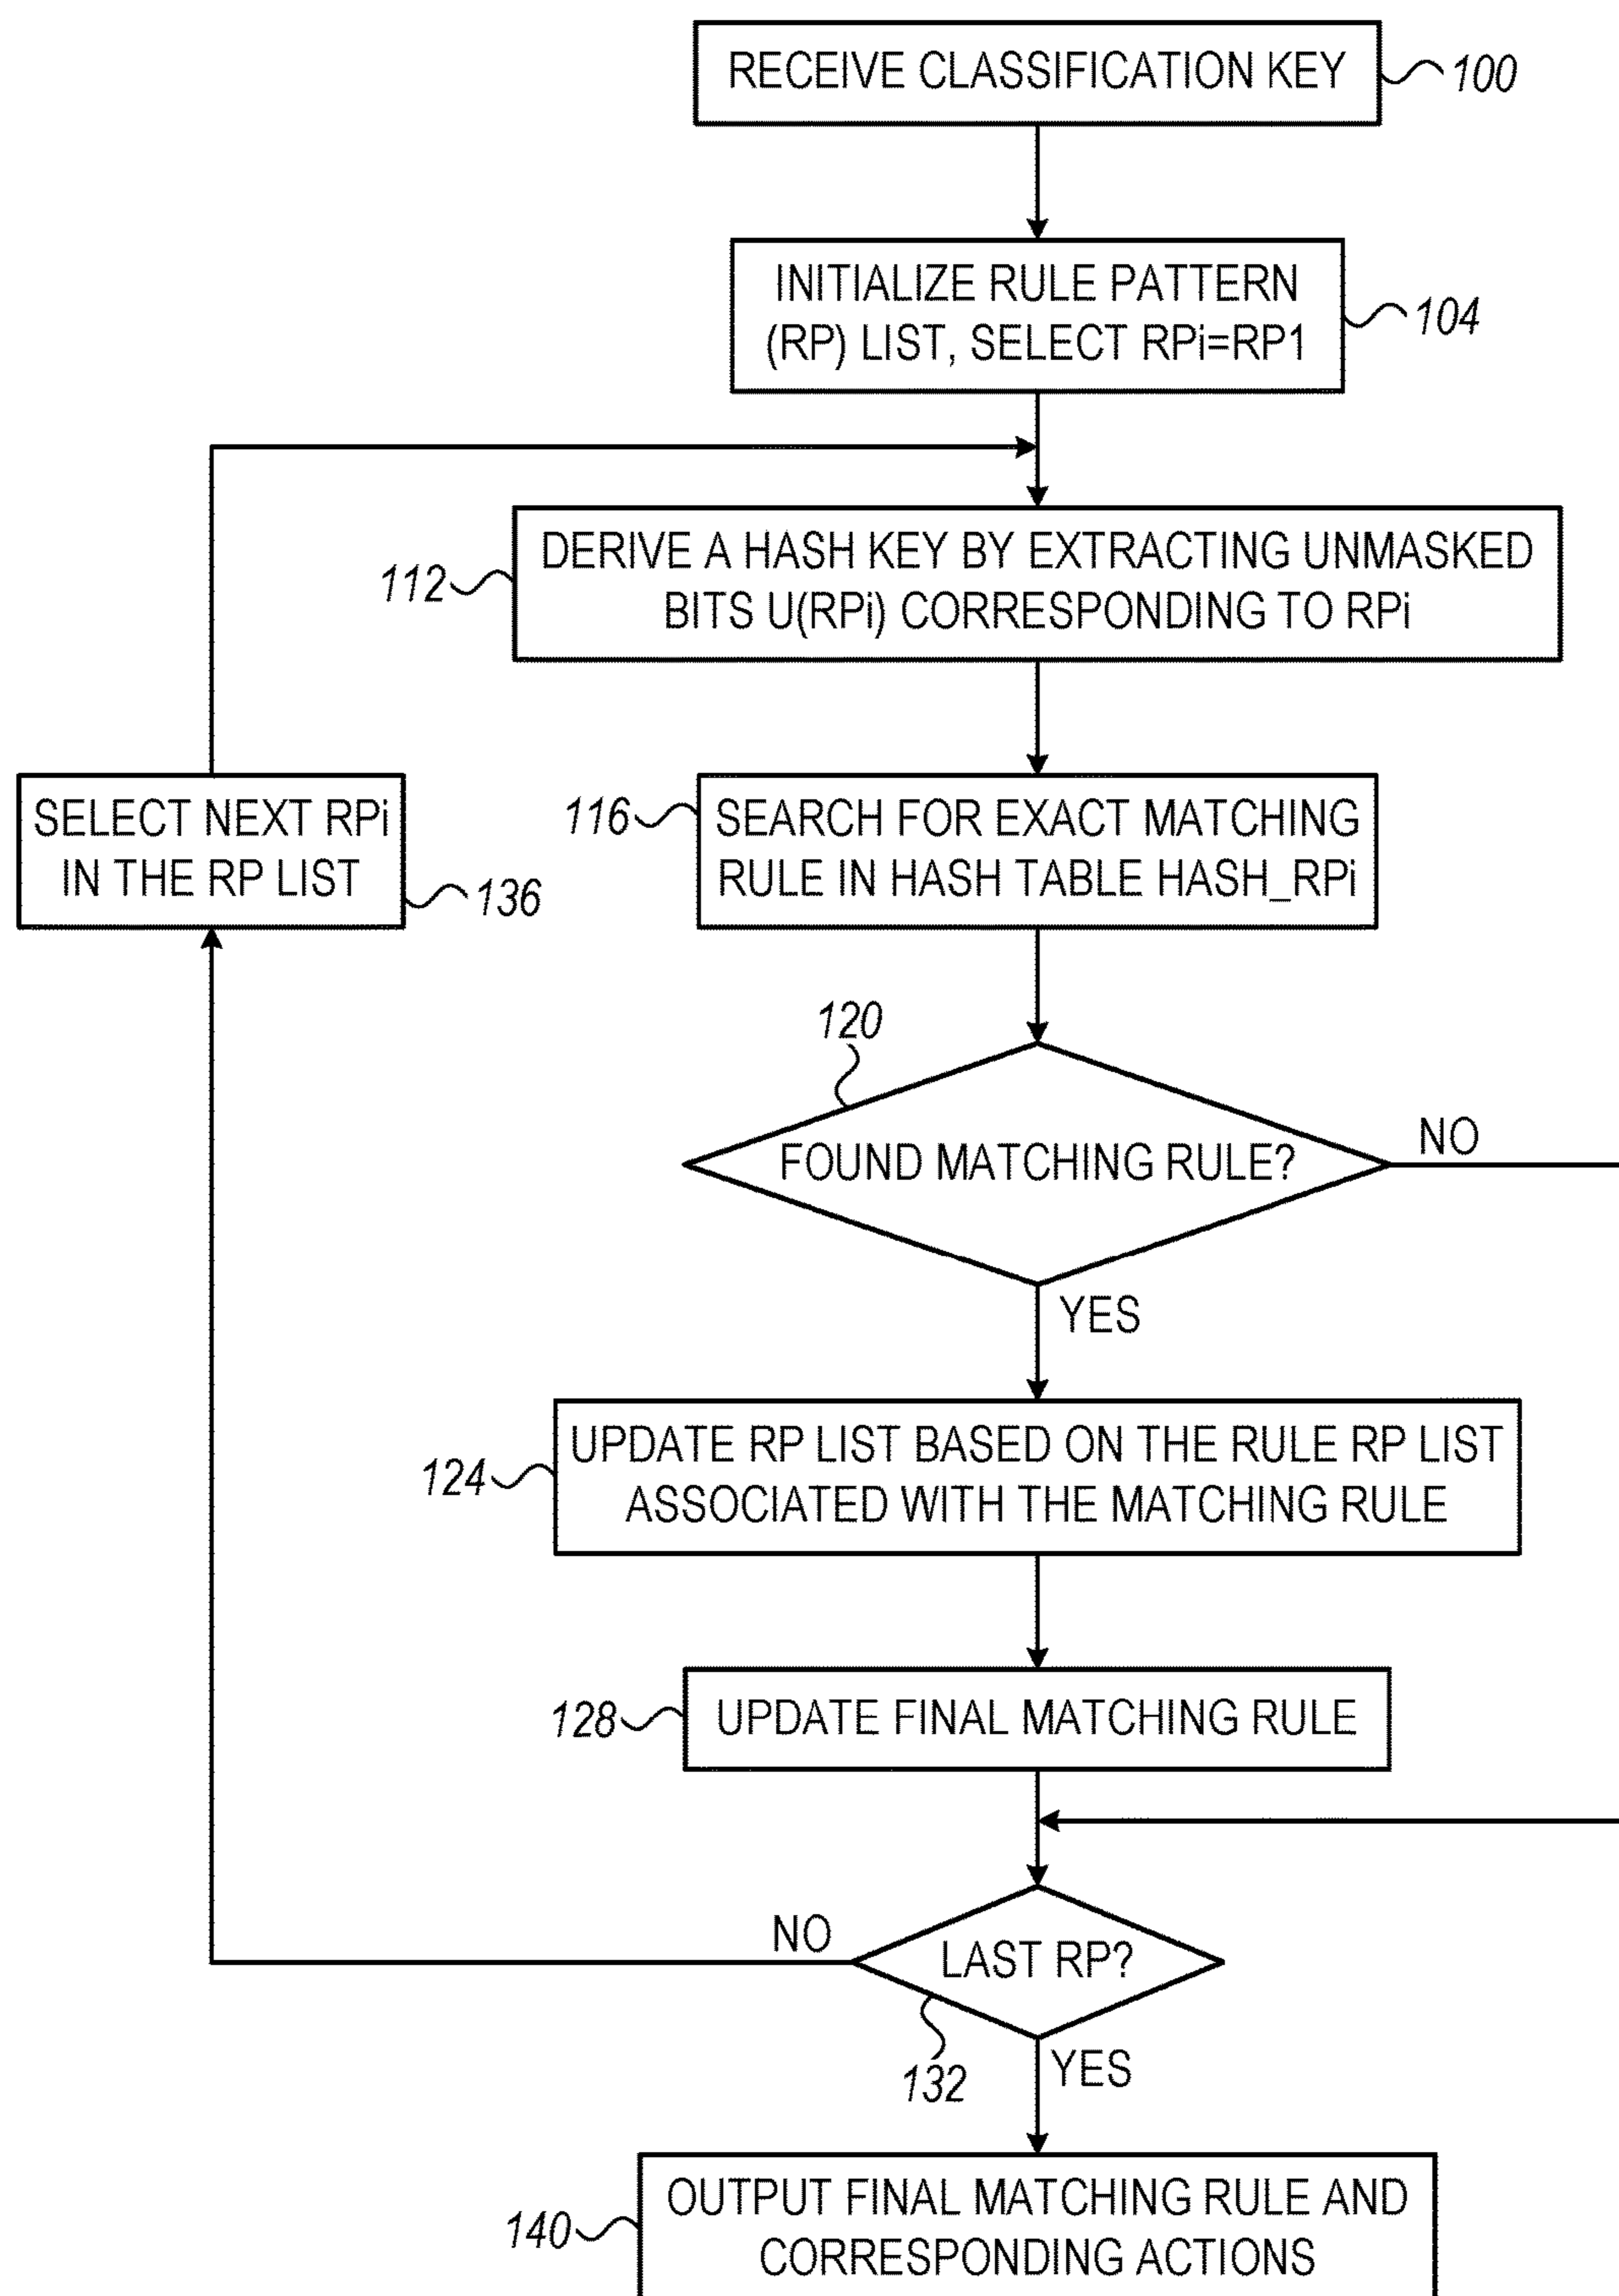 RECEIVE CLASSIFICATION KEY
100
INITIALIZE RULE PATTERN
(RP) LIST, SELECT RPi=RP1
104
DERIVE A HASH KEY BY EXTRACTING UNMASKED
BITS U(RPi) CORRESPONDING TO RPi
112
SELECT NEXT RPi
IN THE RP LIST
136
116
SEARCH FOR EXACT MATCHING
RULE IN HASH TABLE HASH_RPi
120
FOUND MATCHING RULE?
NO
YES
124
UPDATE RP LIST BASED ON THE RULE RP LIST
ASSOCIATED WITH THE MATCHING RULE
128
UPDATE FINAL MATCHING RULE
NO
LAST RP?
132
YES
140
OUTPUT FINAL MATCHING RULE AND
CORRESPONDING ACTIONS